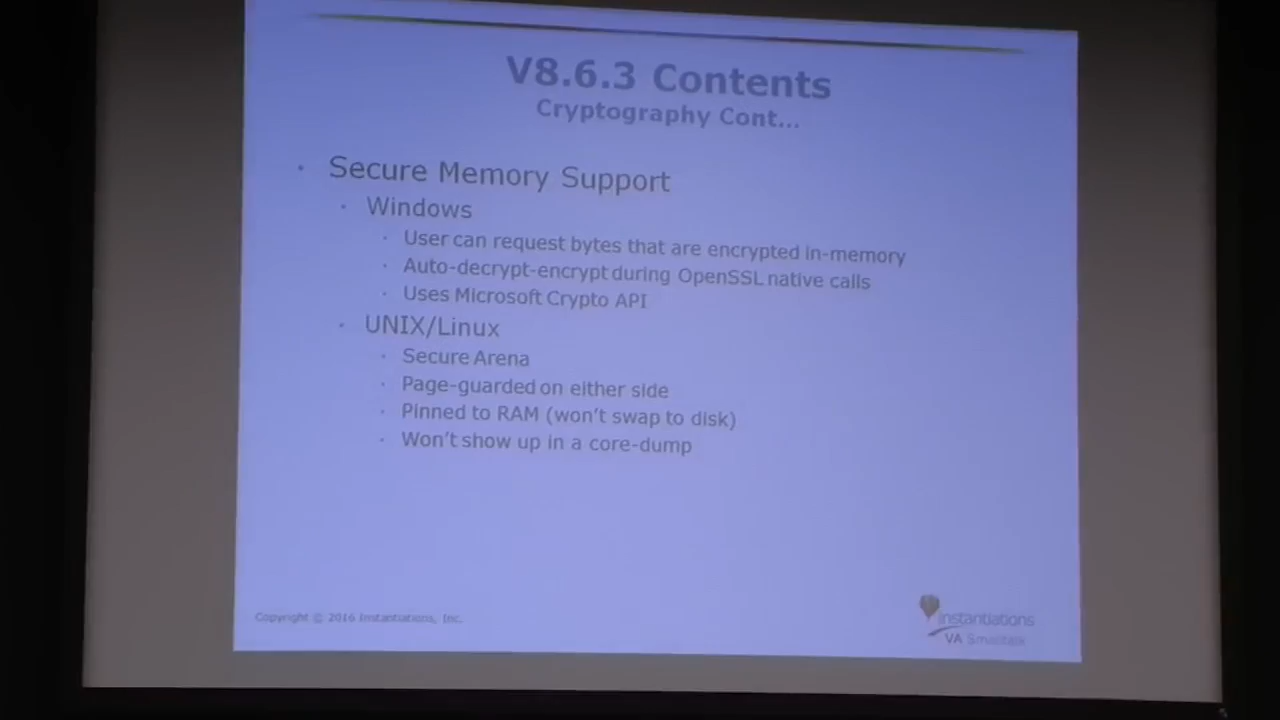 V8.6.3 Contents
Cryptography Cont...
· Secure Memory Support
· Windows
· User can request bytes that are encrypted in-memory
· Auto-decrypt-encrypt during OpenSSL native calls
· Uses Microsoft Crypto API
· UNIX/Linux
· Secure Arena
· Page-guarded on either side
· Pinned to RAM (won't swap to disk)
· Won't show up in a core-dump
Copyright © 2016 Instantiations, Inc.
instantiations
VA Smalltalk